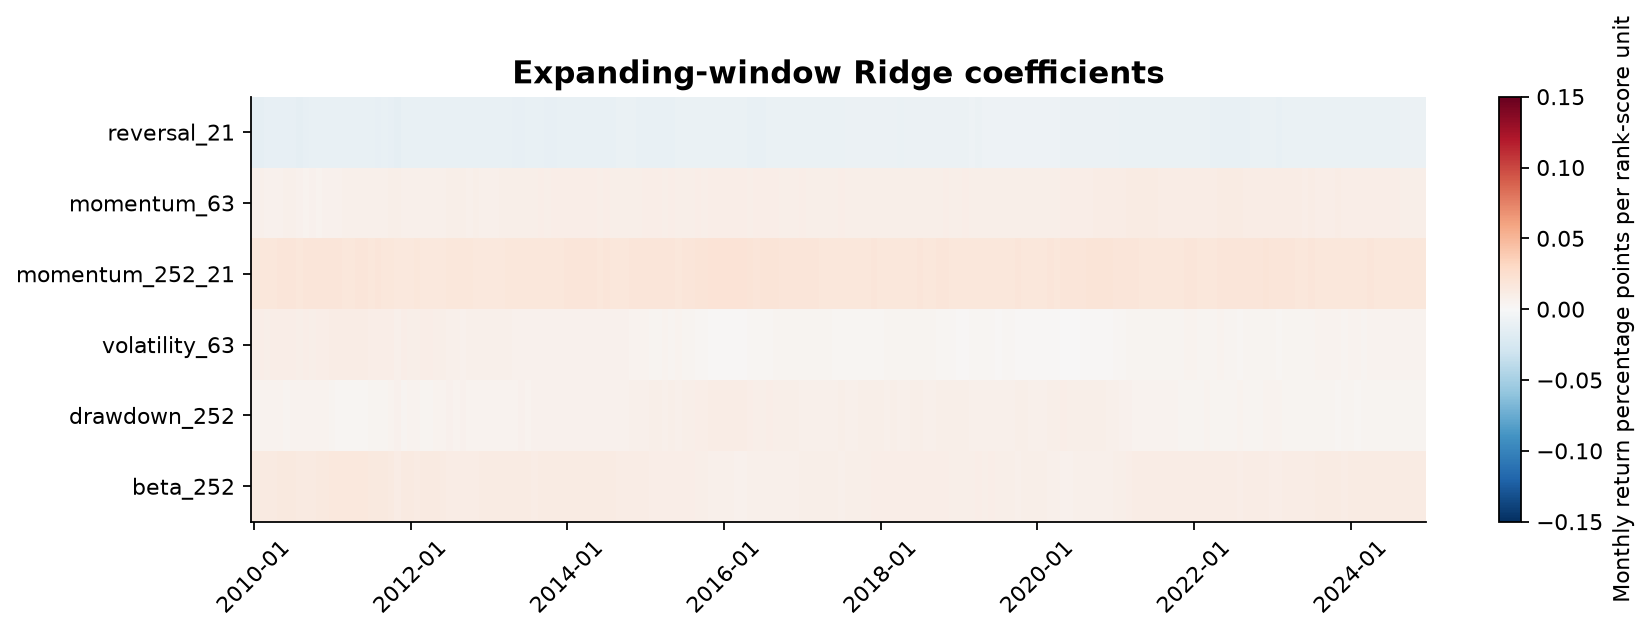 Expanding-window Ridge coefficients
reversal_21
momentum_63
momentum_252_21
volatility_63
drawdown_252
beta_252
2010-01
2012-01
2014-01
2016-01
2018-01
2020-01
2022-01
2024-01
0.15
0.10
0.05
0.00
−0.05
−0.10
−0.15
Monthly return percentage points per rank-score unit